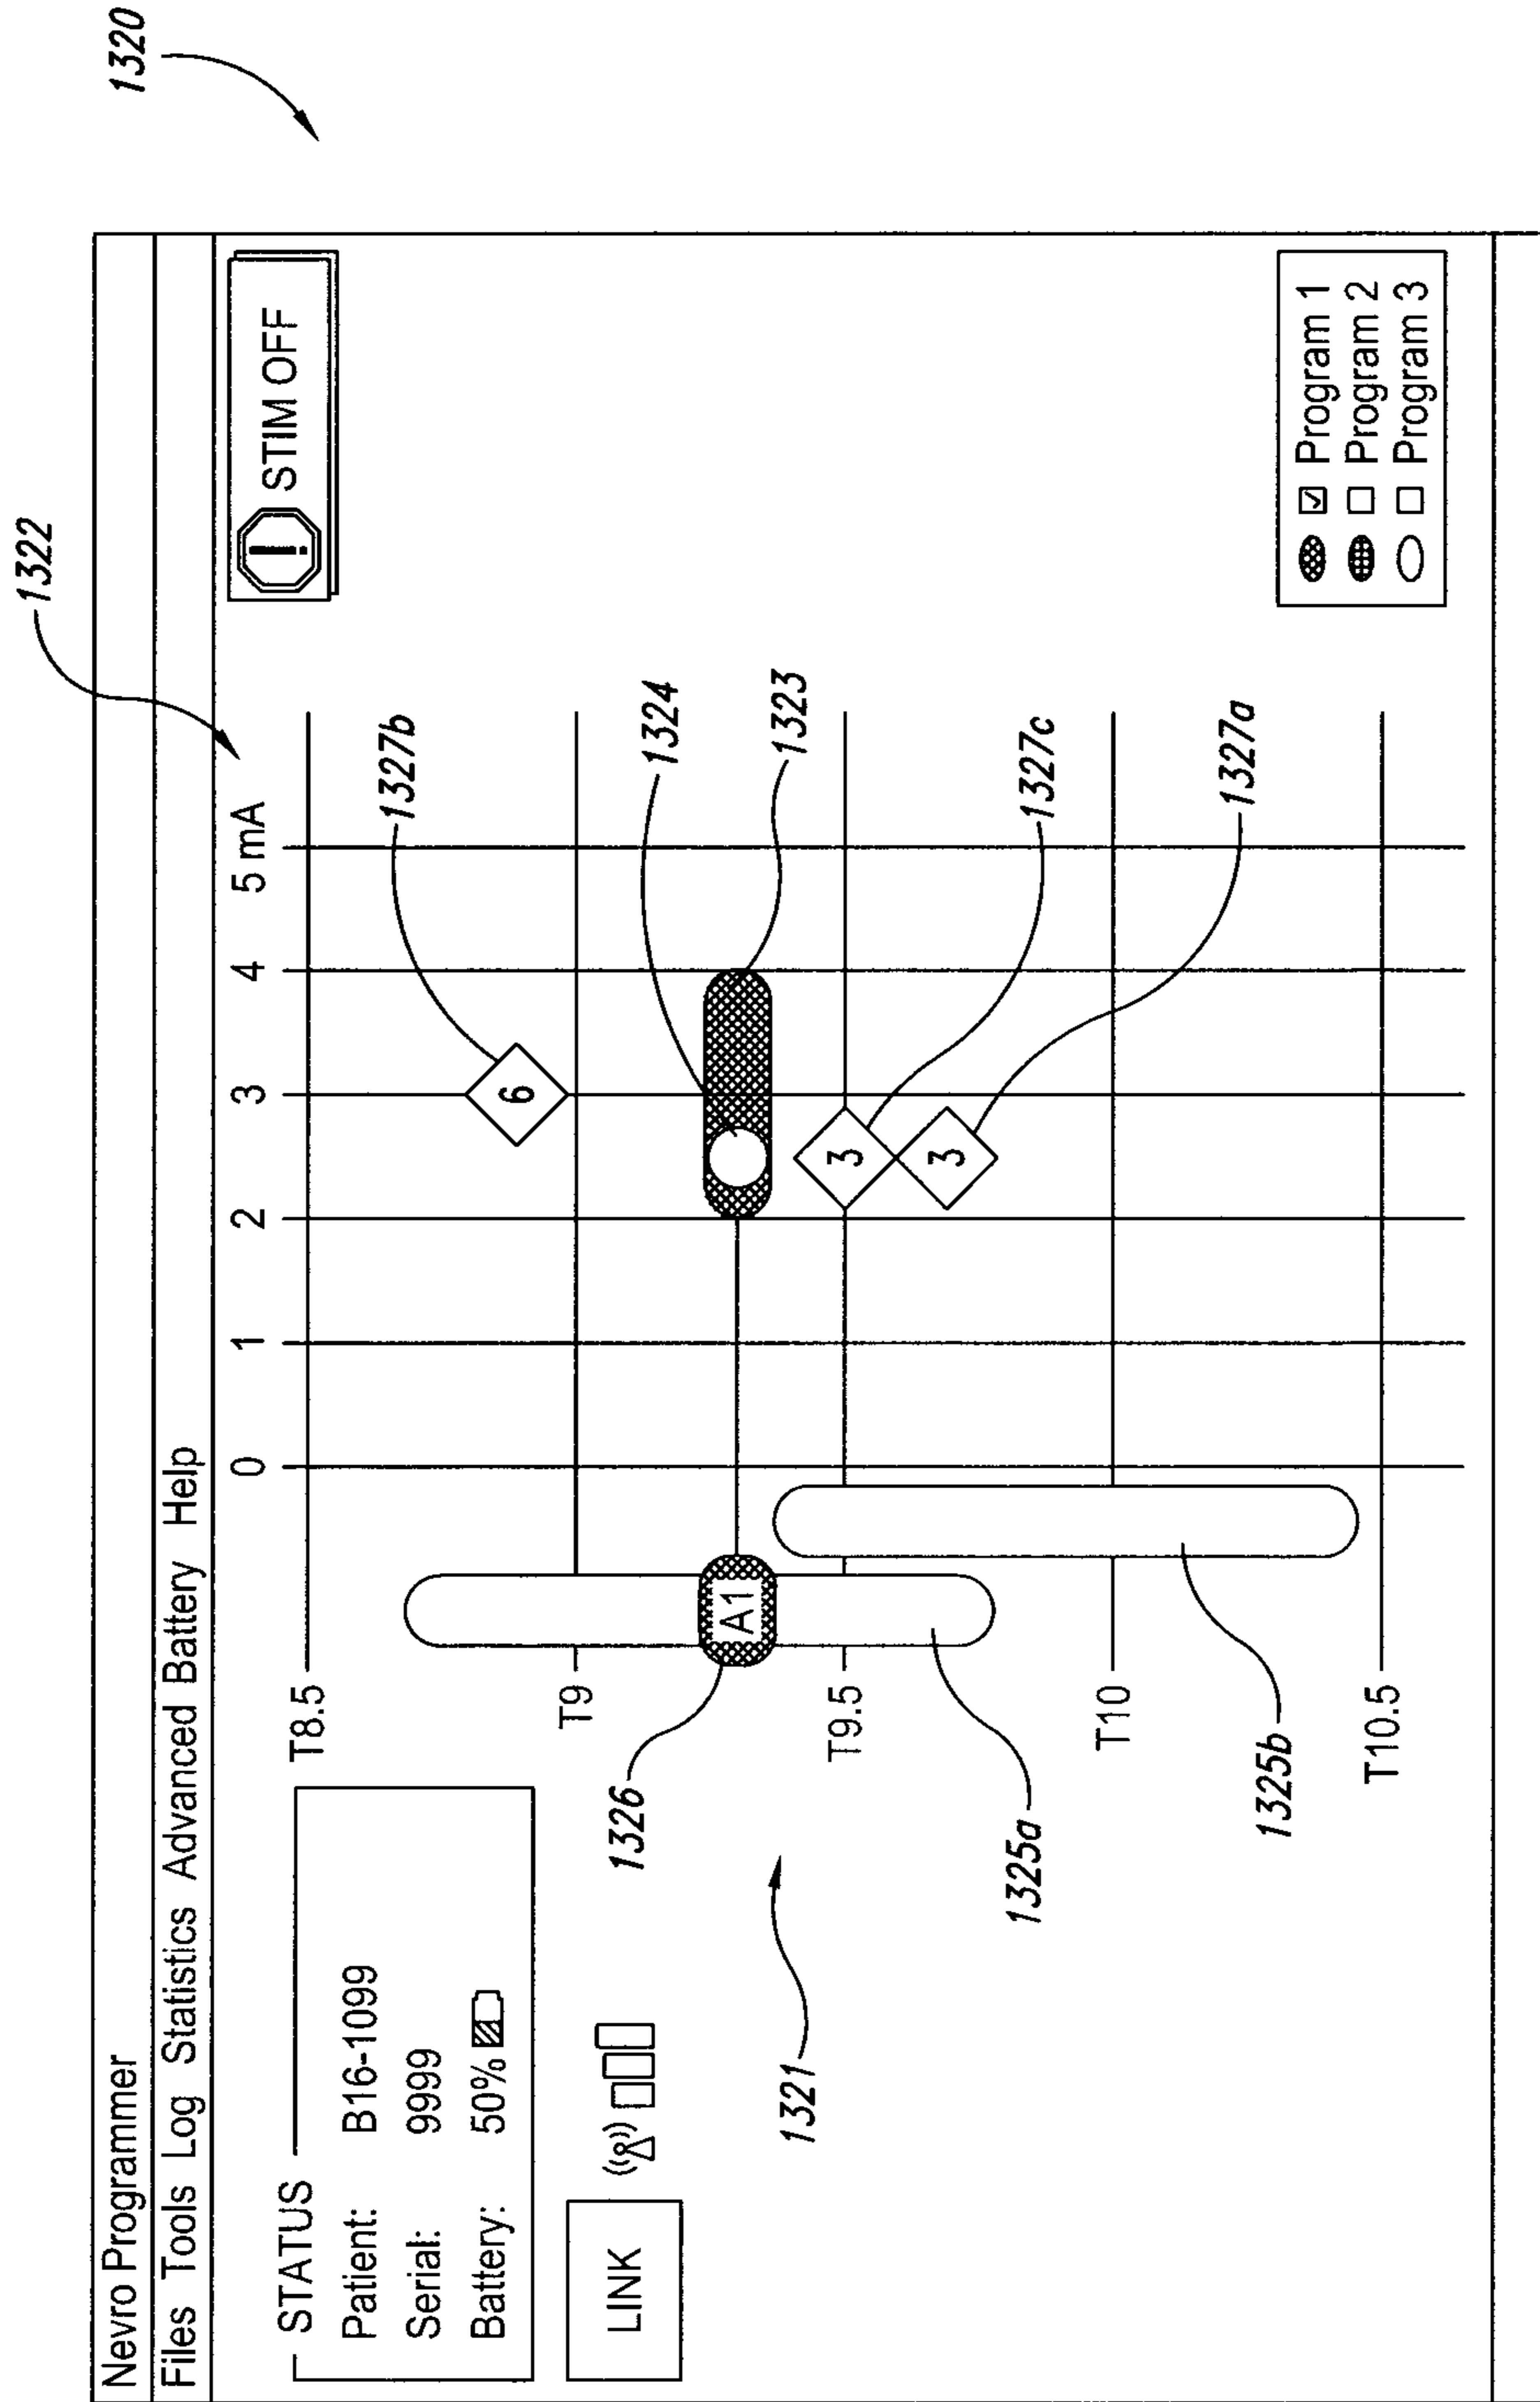 1320
1322
Nevro Programmer
Files Tools Log Statistics Advanced Battery Help
STATUS
Patient: B16-1099
Serial: 9999
Battery: 50%
LINK
0 1 2 3 4 5 mA
! STIM OFF
T8.5
T9
T9.5
T10
T10.5
A1
6
3
3
1327b
1324
1323
1327c
1327a
1326
1321
1325a
1325b
Program 1
Program 2
Program 3